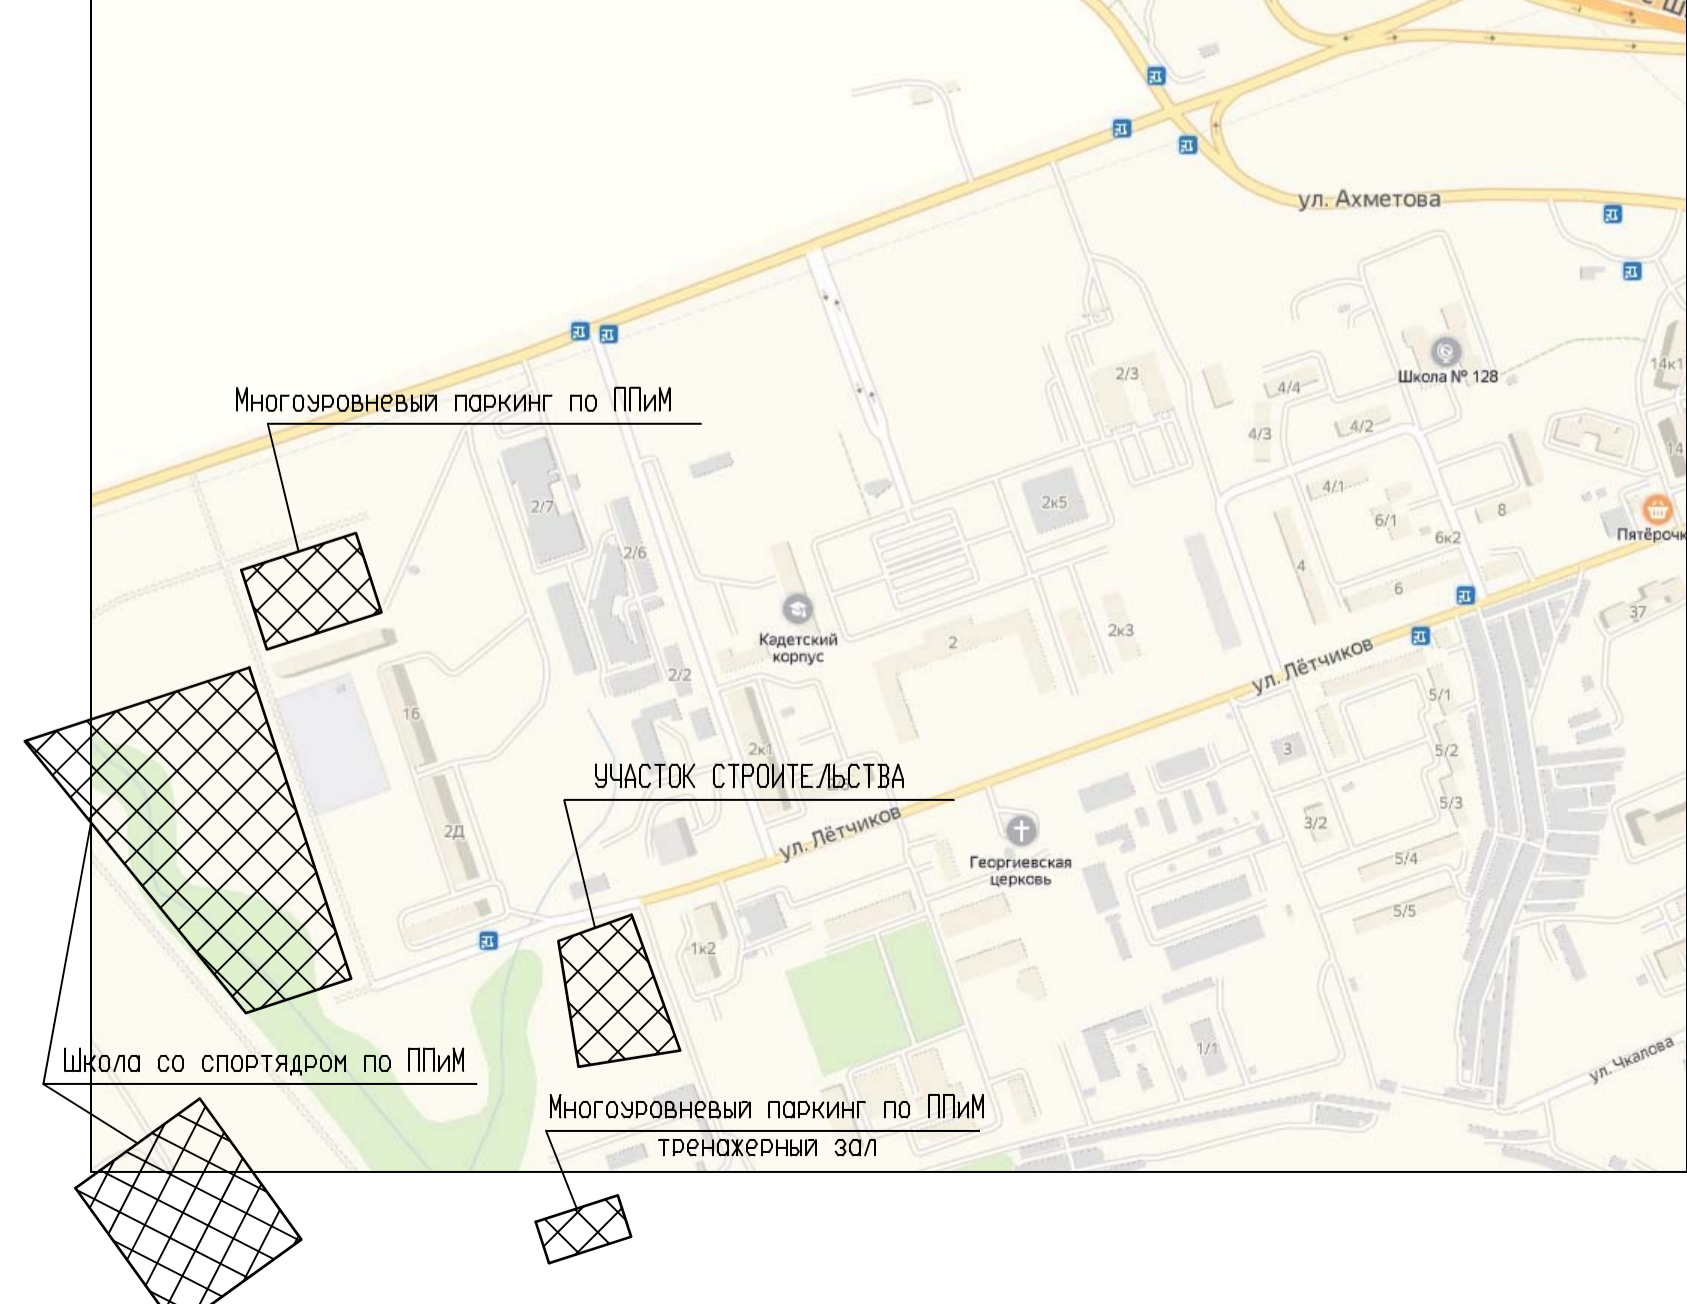 ул. Ахметова
Школа № 128
14к1
2/3
4/4
4/2
4/3
Многоуровневый паркинг по ППиМ
14
4/1
2/7
2к5
6/1
8
6к2
Пятёрочк
2/6
4
6
Кадетский
корпус
2
2к3
37
2/2
ул. Лётчиков
5/1
16
2к1
3
5/2
УЧАСТОК СТРОИТЕЛЬСТВА
5/3
2Д
ул. Лётчиков
3/2
Георгиевская
церковь
5/4
5/5
1к2
1/1
ул. Чкалова
Школа со спортядром по ППиМ
Многоуровневый паркинг по ППиМ
тренажерный зал